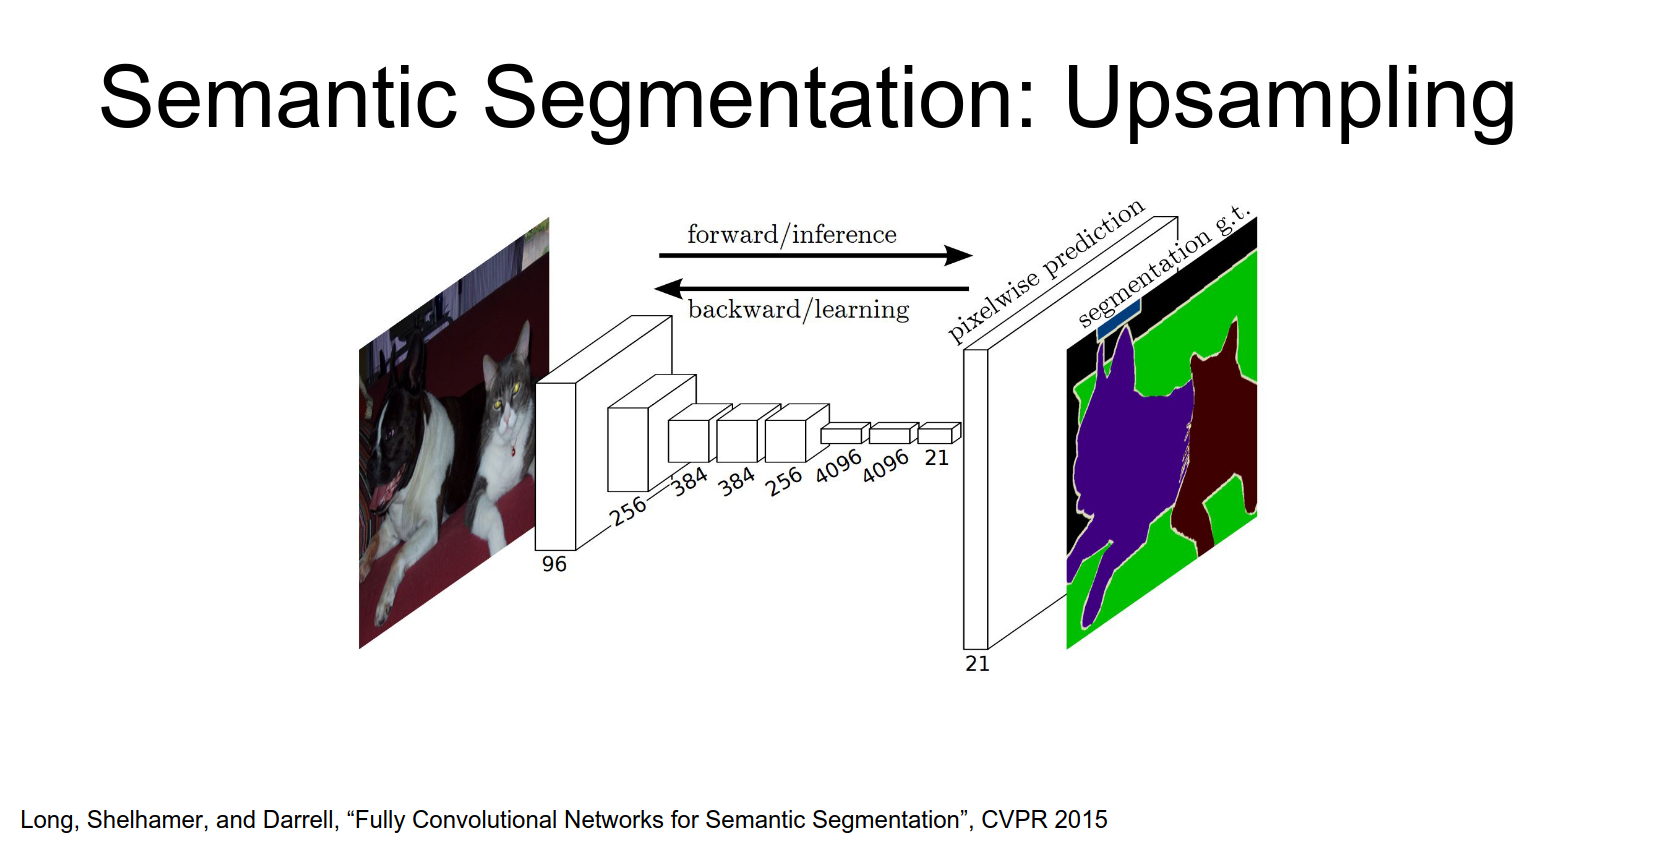 Semantic Segmentation: Upsampling
forward/inference
backward/learning
pixelwise prediction
segmentation g.t.
96
256
384
384
256
4096
4096
21
21
Long, Shelhamer, and Darrell, “Fully Convolutional Networks for Semantic Segmentation”, CVPR 2015